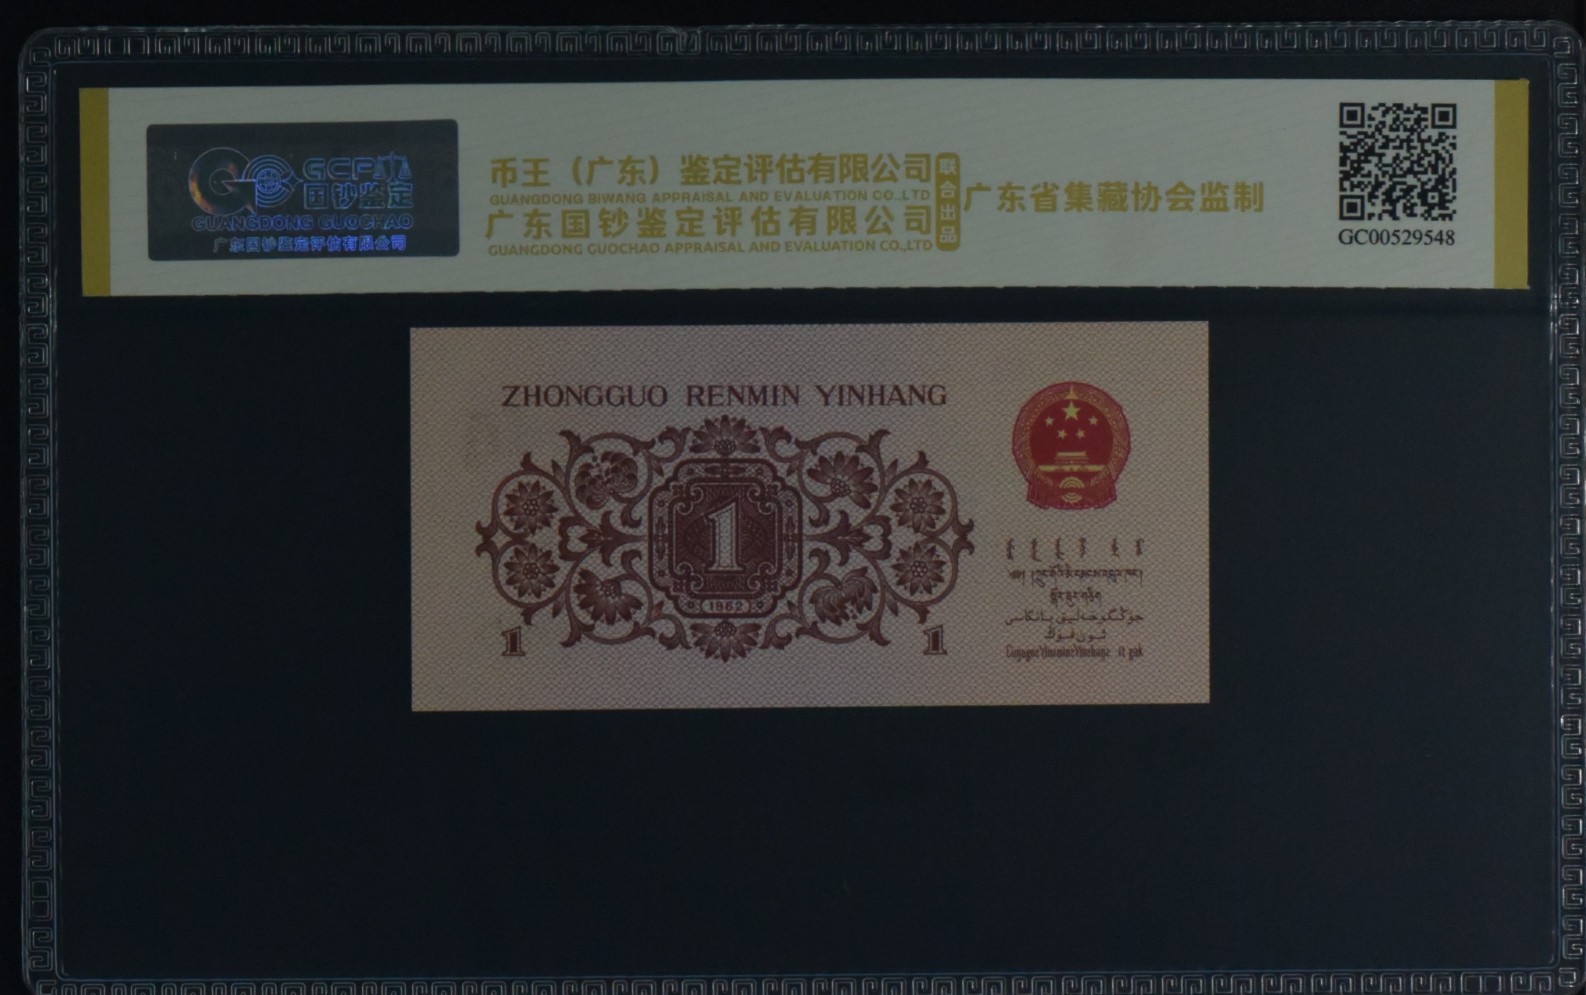 GCP
国钞鉴定
GUANGDONG GUOCHAO
广东国钞鉴定评估有限公司
币王（广东）鉴定评估有限公司
GUANGDONG BIWANG APPRAISAL AND EVALUATION CO.,LTD
广东国钞鉴定评估有限公司
GUANGDONG GUOCHAO APPRAISAL AND EVALUATION CO.,LTD
联合出品
广东省集藏协会监制
GC00529548
ZHONGGUO RENMIN YINHANG
1
1862
1
1